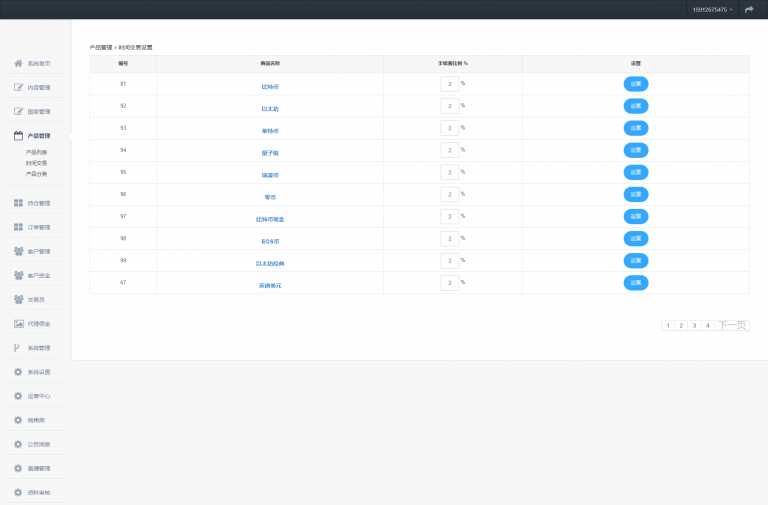 15912675475
产品管理 > 时间交易设置
系统首页
内容管理
国家管理
产品管理
产品列表
时间交易
产品分类
持仓管理
订单管理
客户管理
客户资金
交易员
代理佣金
系统管理
系统设置
运营中心
销售商
公告消息
直播管理
资料审核
编号 商品名称 手续费比例 % 设置
81 比特币 2 % 设置
92 以太坊 2 % 设置
93 莱特币 2 % 设置
94 量子链 2 % 设置
95 瑞波币 2 % 设置
96 零币 2 % 设置
97 比特币现金 2 % 设置
98 EOS币 2 % 设置
99 以太坊经典 2 % 设置
67 英镑美元 2 % 设置
1 2 3 4 下一页